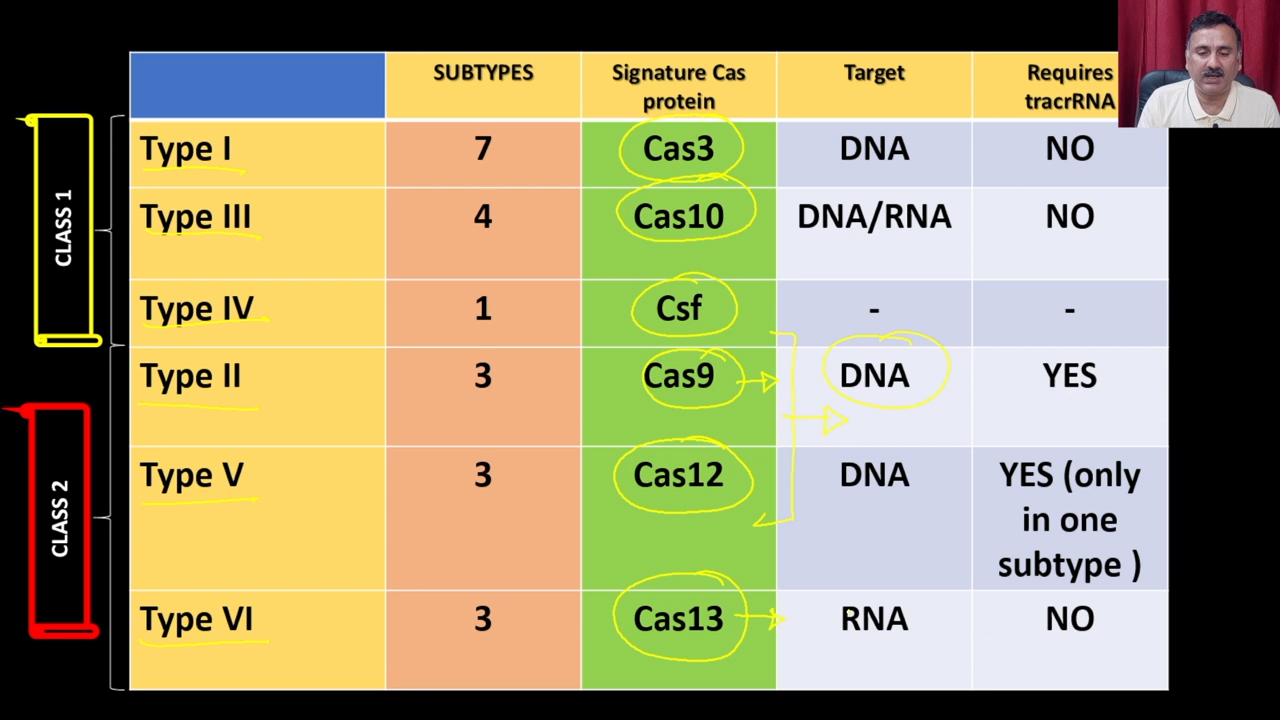 SUBTYPES
Signature Cas
protein
Target
Requires
tracrRNA
CLASS 1
Type I
7
Cas3
DNA
NO
Type III
4
Cas10
DNA/RNA
NO
Type IV
1
Csf
-
-
CLASS 2
Type II
3
Cas9
DNA
YES
Type V
3
Cas12
DNA
YES (only
in one
subtype )
Type VI
3
Cas13
RNA
NO